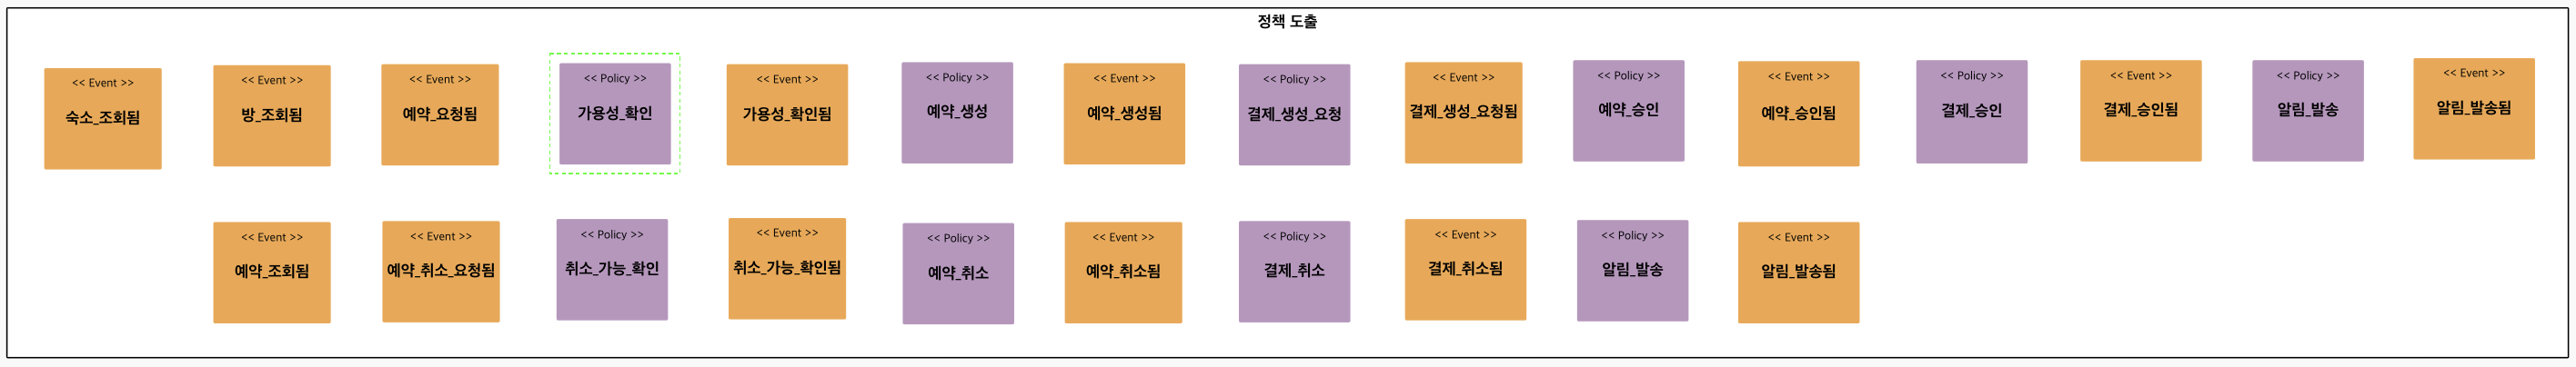 정책 도출
<< Event >>
숙소_조회됨
<< Event >>
방_조회됨
<< Event >>
예약_요청됨
<< Policy >>
가용성_확인
<< Event >>
가용성_확인됨
<< Policy >>
예약_생성
<< Event >>
예약_생성됨
<< Policy >>
결제_생성_요청
<< Event >>
결제_생성_요청됨
<< Policy >>
예약_승인
<< Event >>
예약_승인됨
<< Policy >>
결제_승인
<< Event >>
결제_승인됨
<< Policy >>
알림_발송
<< Event >>
알림_발송됨
<< Event >>
예약_조회됨
<< Event >>
예약_취소_요청됨
<< Policy >>
취소_가능_확인
<< Event >>
취소_가능_확인됨
<< Policy >>
예약_취소
<< Event >>
예약_취소됨
<< Policy >>
결제_취소
<< Event >>
결제_취소됨
<< Policy >>
알림_발송
<< Event >>
알림_발송됨